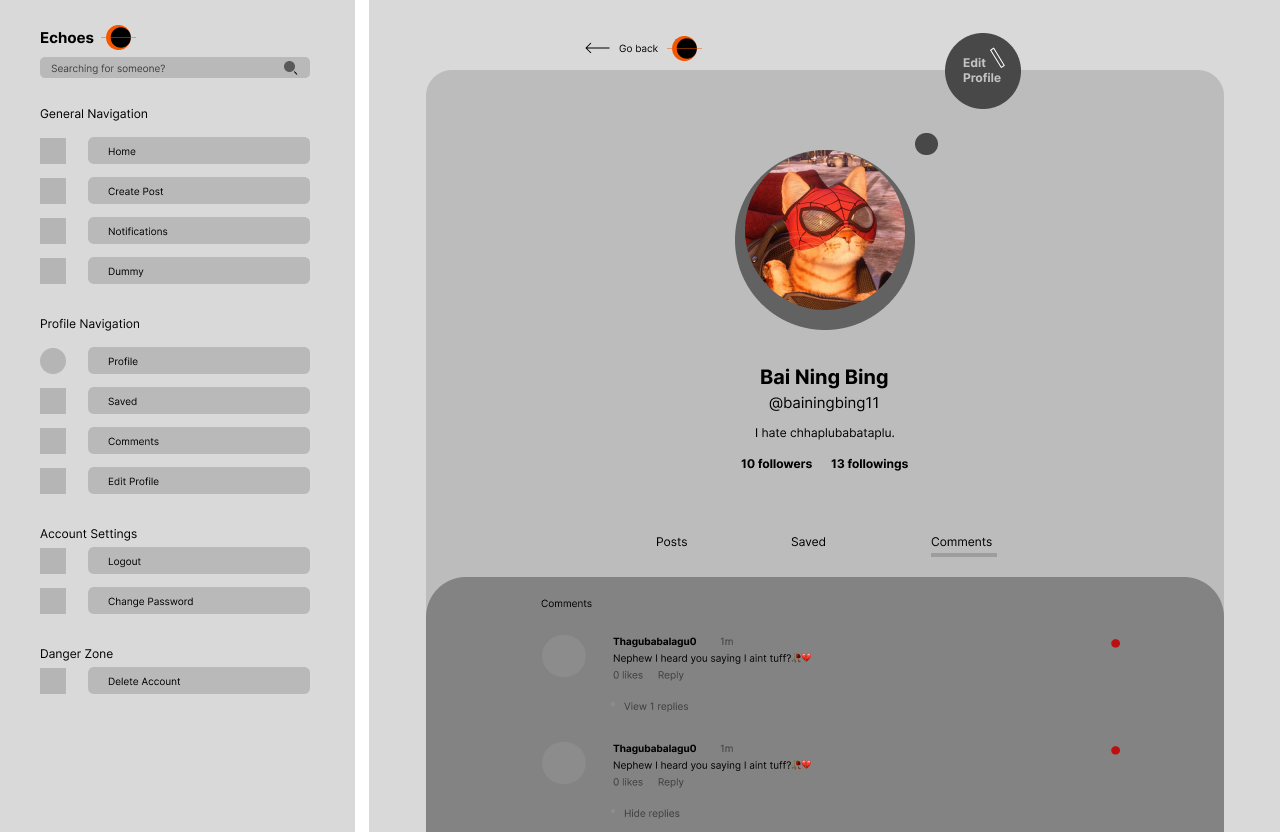 Echoes
Searching for someone?
General Navigation
Home
Create Post
Notifications
Dummy
Profile Navigation
Profile
Saved
Comments
Edit Profile
Account Settings
Logout
Change Password
Danger Zone
Delete Account
Go back
Edit
Profile
Bai Ning Bing
@bainingbing11
I hate chhaplubabataplu.
10 followers 13 followings
Posts Saved Comments
Comments
Thagubabalagu0 1m
Nephew I heard you saying I aint tuff?🥀💔
0 likes Reply
View 1 replies
Thagubabalagu0 1m
Nephew I heard you saying I aint tuff?🥀💔
0 likes Reply
Hide replies